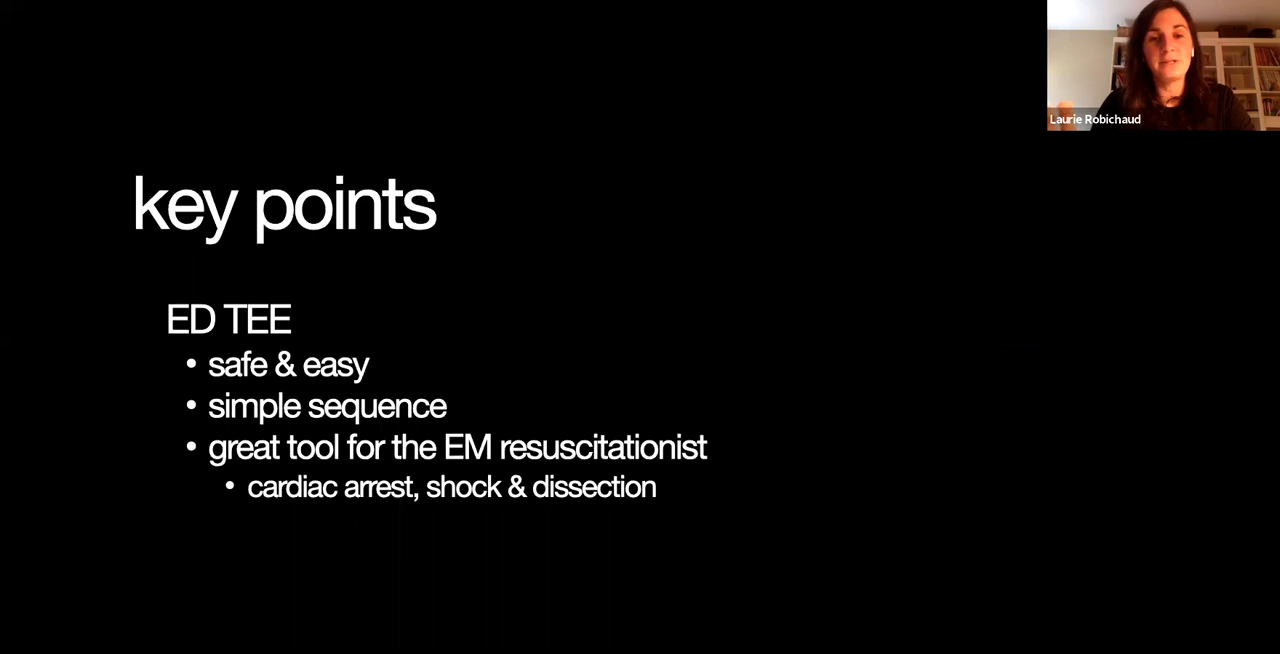 Laurie Robichaud
key points
ED TEE
• safe & easy
• simple sequence
• great tool for the EM resuscitationist
• cardiac arrest, shock & dissection